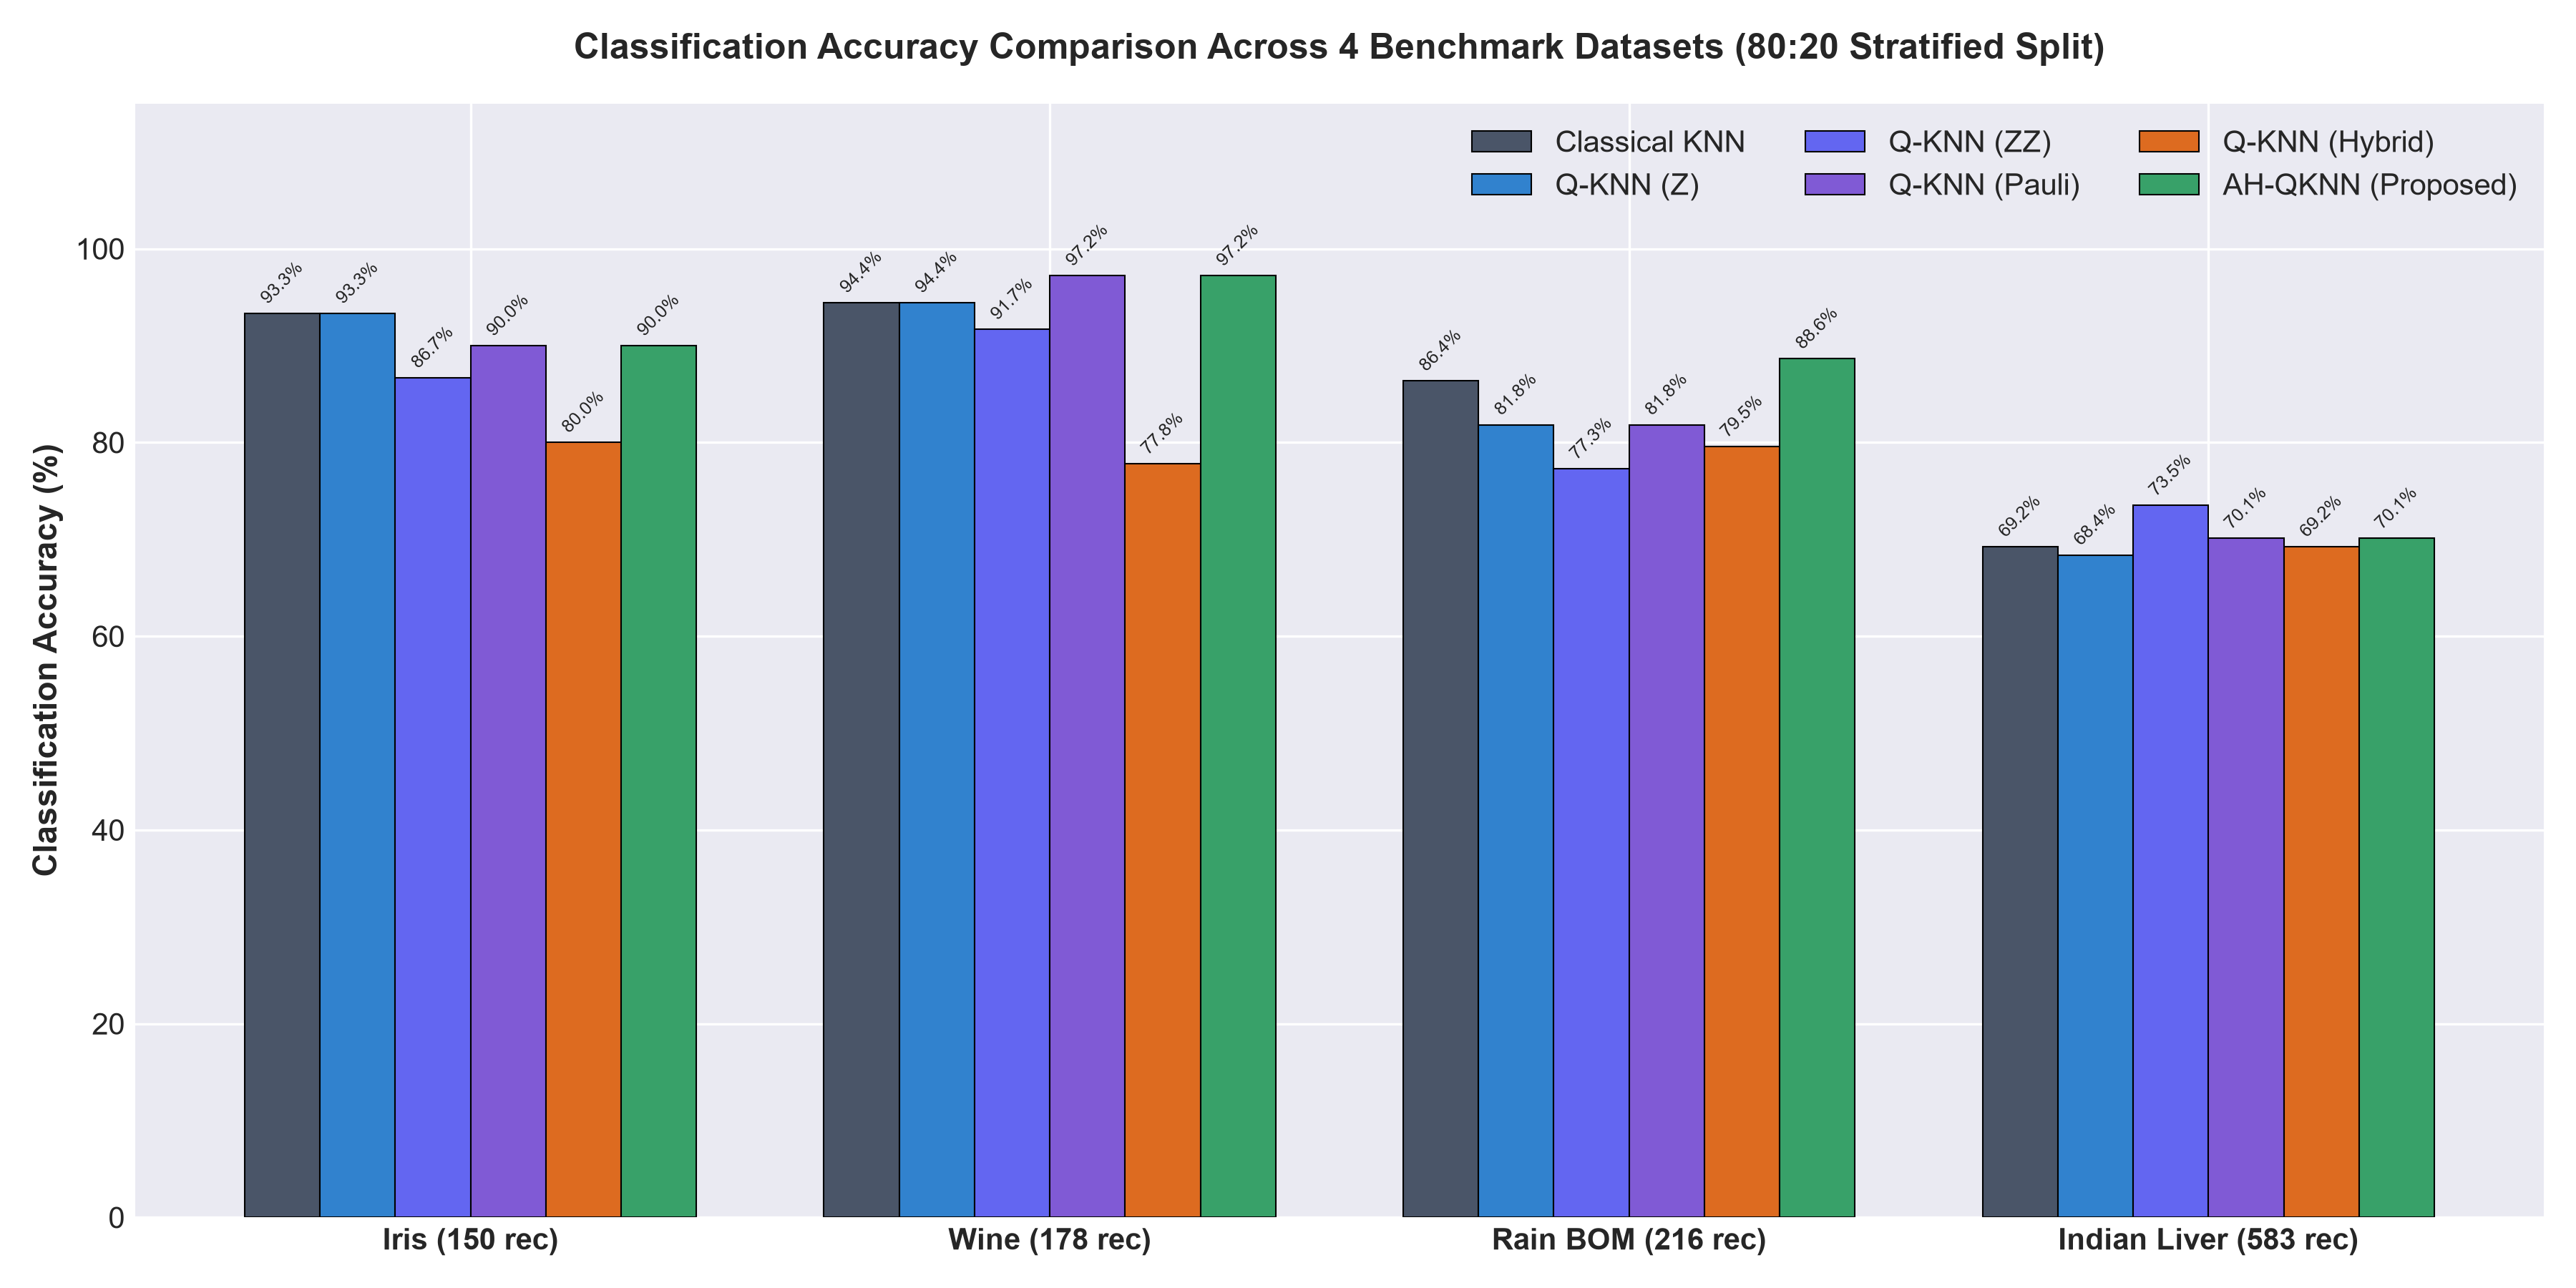 Classification Accuracy Comparison Across 4 Benchmark Datasets (80:20 Stratified Split)
Classical KNN
Q-KNN (Z)
Q-KNN (ZZ)
Q-KNN (Pauli)
Q-KNN (Hybrid)
AH-QKNN (Proposed)
Classification Accuracy (%)
100
80
60
40
20
0
93.3%
93.3%
86.7%
90.0%
80.0%
90.0%
94.4%
94.4%
91.7%
97.2%
77.8%
97.2%
86.4%
81.8%
77.3%
81.8%
79.5%
88.6%
69.2%
68.4%
73.5%
70.1%
69.2%
70.1%
Iris (150 rec)
Wine (178 rec)
Rain BOM (216 rec)
Indian Liver (583 rec)